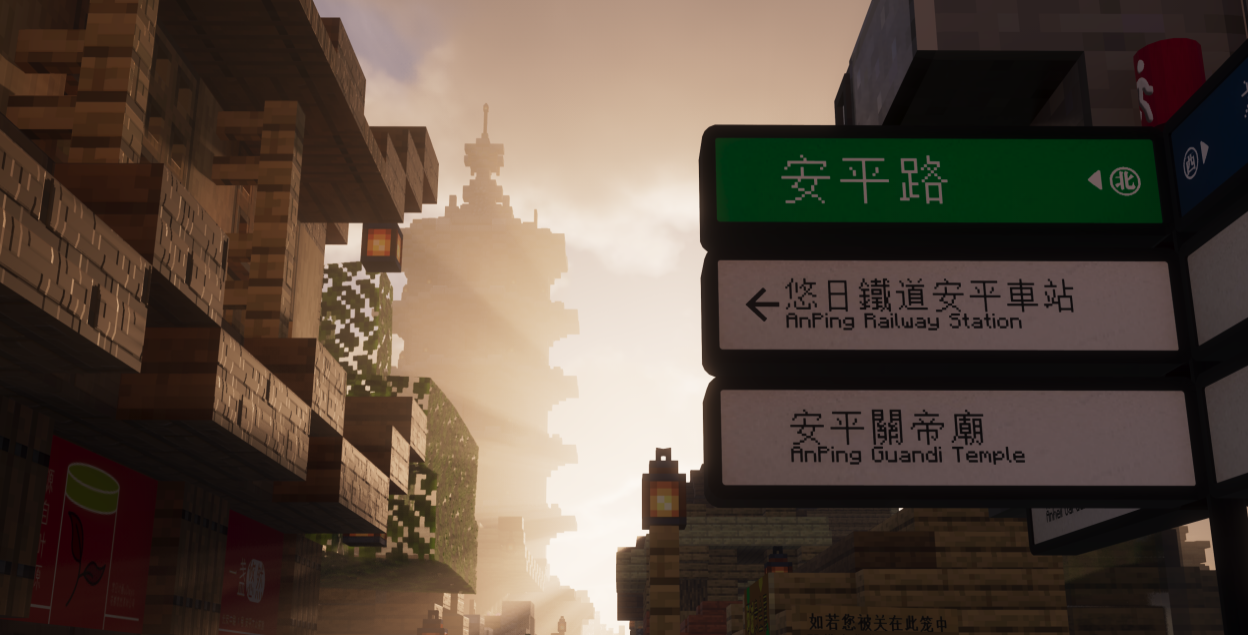 安平路
北
悠日鐵道安平車站
AnPing Railway Station
安平關帝廟
AnPing Guandi Temple
西
如若您被关在此笼中